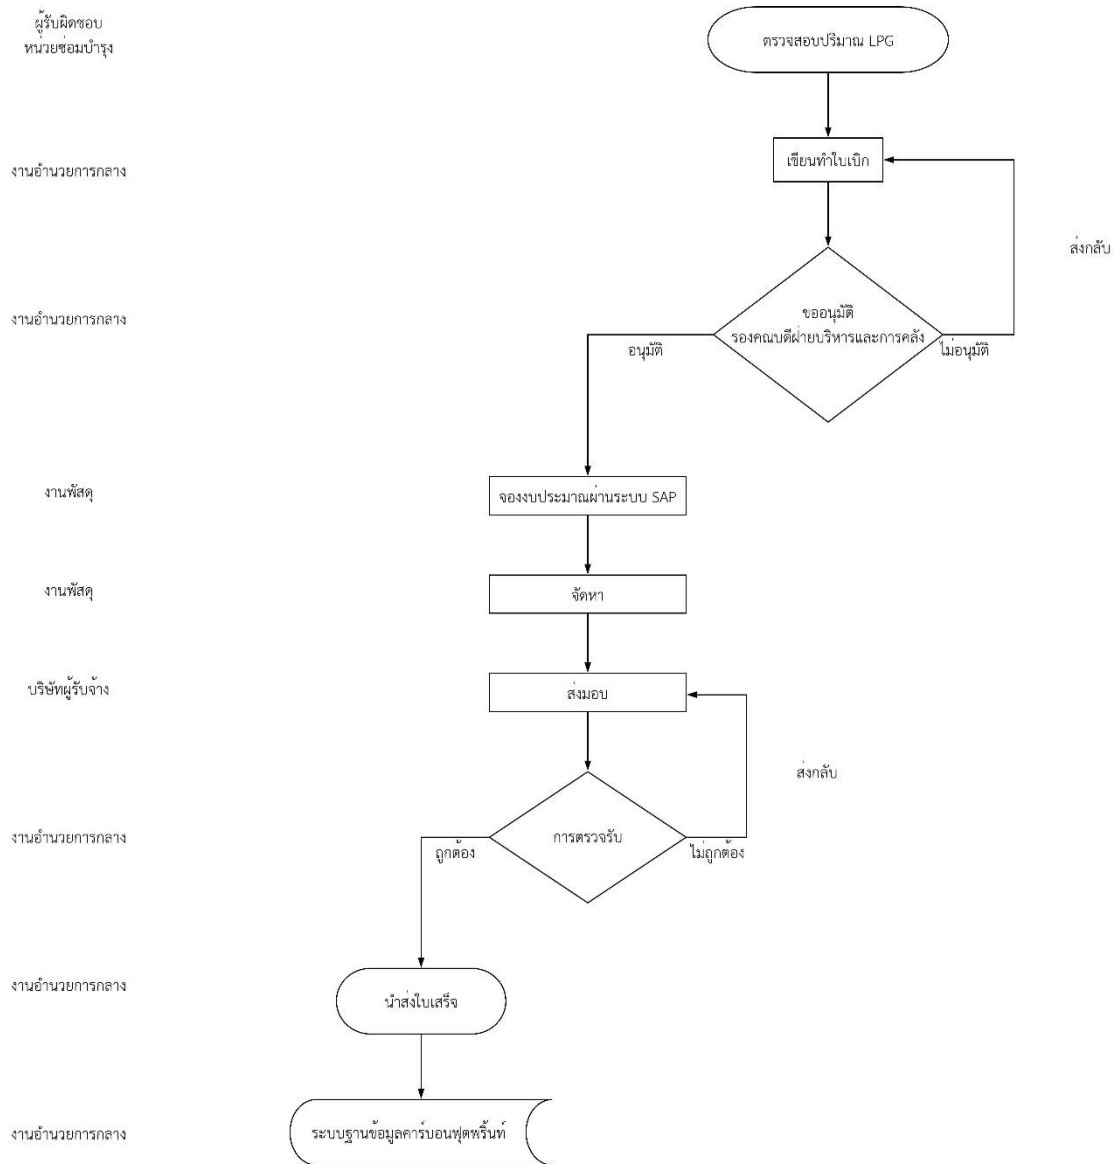 ผู้รับผิดชอบ
หน่วยซ่อมบำรุง
ตรวจสอบปริมาณ LPG
งานอำนวยการกลาง
เขียนทำใบเบิก
ส่งกลับ
งานอำนวยการกลาง
ขออนุมัติ
รองคณบดีฝ่ายบริหารและการคลัง
อนุมัติ
ไม่อนุมัติ
งานพัสดุ
จองงบประมาณผ่านระบบ SAP
งานพัสดุ
จัดหา
บริษัทผู้รับจ้าง
ส่งมอบ
ส่งกลับ
งานอำนวยการกลาง
การตรวจรับ
ถูกต้อง
ไม่ถูกต้อง
งานอำนวยการกลาง
นำส่งใบเสร็จ
งานอำนวยการกลาง
ระบบฐานข้อมูลคาร์บอนฟุตพริ้นท์